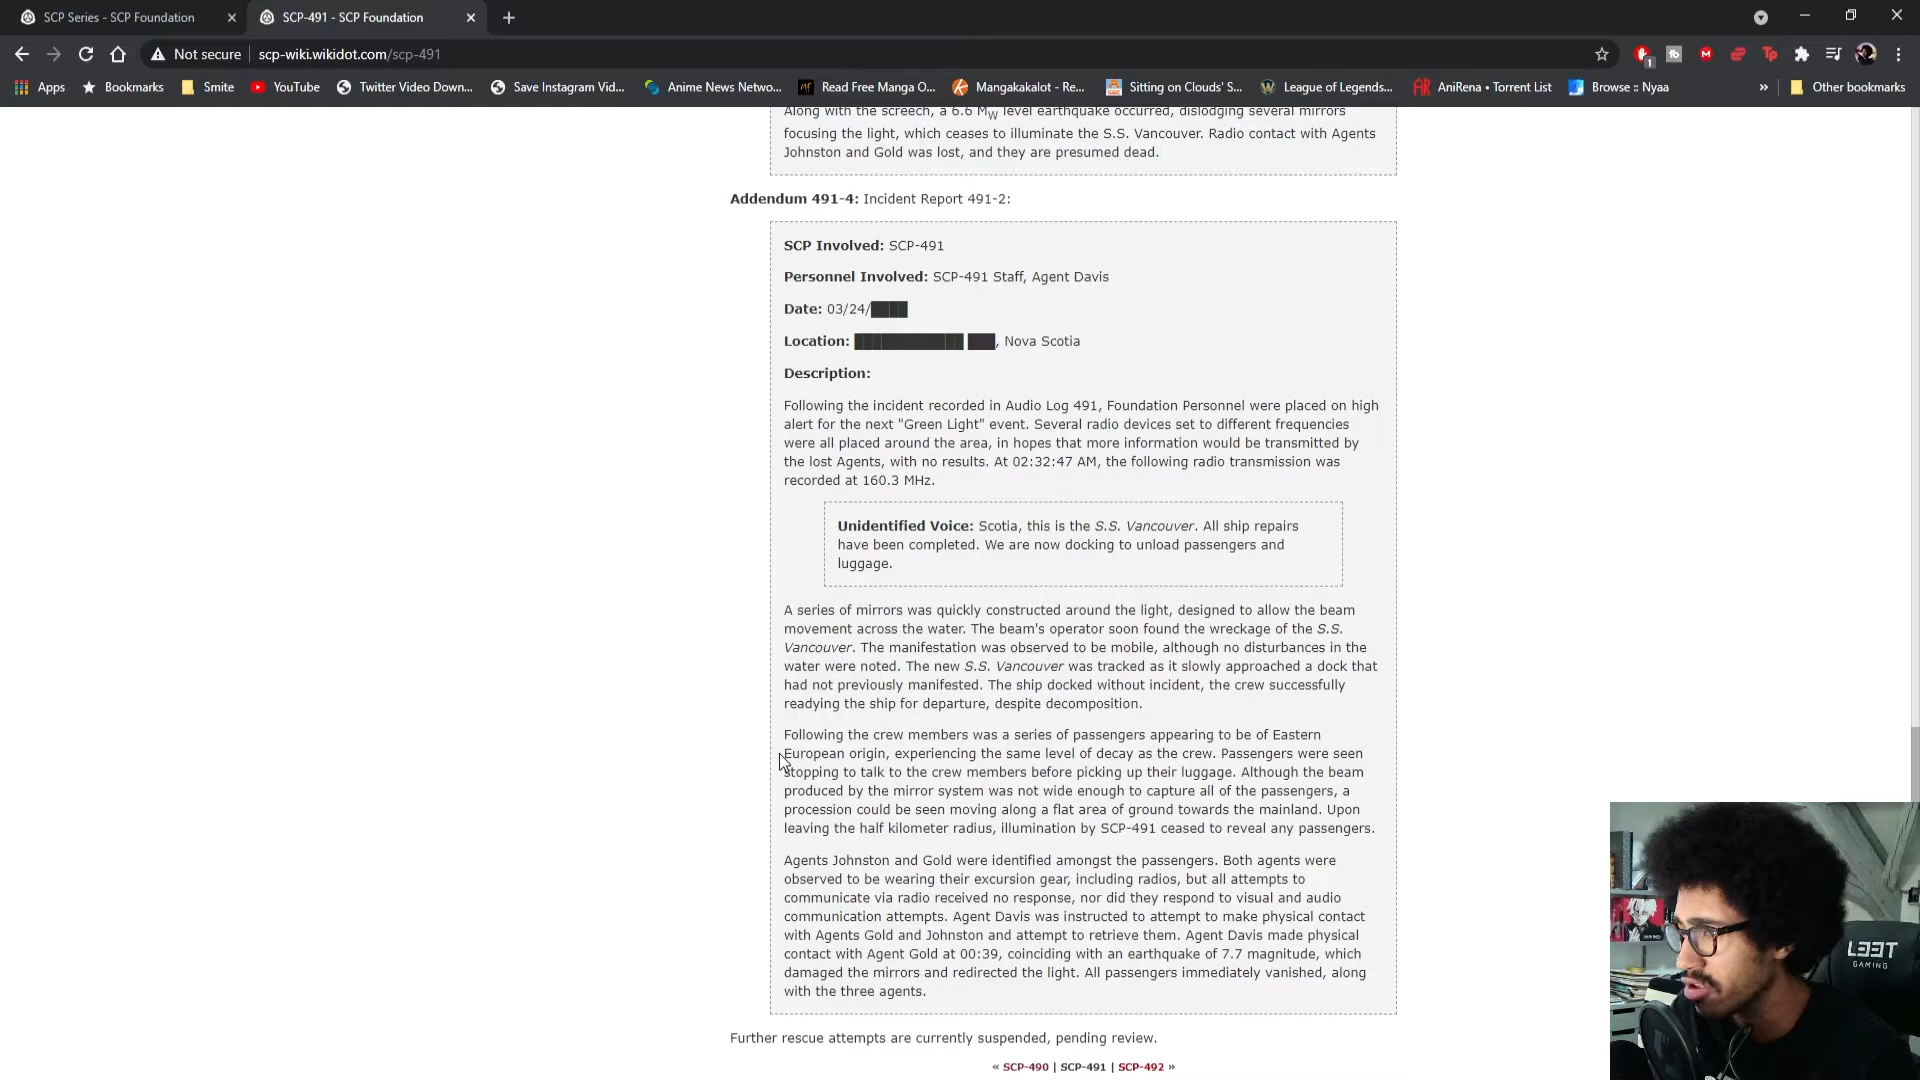 SCP Series - SCP Foundation
SCP-491 - SCP Foundation
Not secure
scp-wiki.wikidot.com/scp-491
1
Apps
Bookmarks
Smite
YouTube
Twitter Video Down...
Save Instagram Vid...
Anime News Networ...
Read Free Manga O...
Mangakakalot - Re...
Sitting on Clouds' S...
League of Legends...
AniRena • Torrent List
Browse :: Nyaa
»
Other bookmarks
Along with the screech, a 6.6 MW level earthquake occurred, dislodging several mirrors
focusing the light, which ceases to illuminate the S.S. Vancouver. Radio contact with Agents
Johnston and Gold was lost, and they are presumed dead.
Addendum 491-4: Incident Report 491-2:
SCP Involved: SCP-491
Personnel Involved: SCP-491 Staff, Agent Davis
Date: 03/24/████
Location: ████████████ ███, Nova Scotia
Description:
Following the incident recorded in Audio Log 491, Foundation Personnel were placed on high
alert for the next "Green Light" event. Several radio devices set to different frequencies
were all placed around the area, in hopes that more information would be transmitted by
the lost Agents, with no results. At 02:32:47 AM, the following radio transmission was
recorded at 160.3 MHz.
Unidentified Voice: Scotia, this is the S.S. Vancouver. All ship repairs
have been completed. We are now docking to unload passengers and
luggage.
A series of mirrors was quickly constructed around the light, designed to allow the beam
movement across the water. The beam's operator soon found the wreckage of the S.S.
Vancouver. The manifestation was observed to be mobile, although no disturbances in the
water were noted. The new S.S. Vancouver was tracked as it slowly approached a dock that
had not previously manifested. The ship docked without incident, the crew successfully
readying the ship for departure, despite decomposition.
Following the crew members was a series of passengers appearing to be of Eastern
European origin, experiencing the same level of decay as the crew. Passengers were seen
stopping to talk to the crew members before picking up their luggage. Although the beam
produced by the mirror system was not wide enough to capture all of the passengers, a
procession could be seen moving along a flat area of ground towards the mainland. Upon
leaving the half kilometer radius, illumination by SCP-491 ceased to reveal any passengers.
Agents Johnston and Gold were identified amongst the passengers. Both agents were
observed to be wearing their excursion gear, including radios, but all attempts to
communicate via radio received no response, nor did they respond to visual and audio
communication attempts. Agent Davis was instructed to attempt to make physical contact
with Agents Gold and Johnston and attempt to retrieve them. Agent Davis made physical
contact with Agent Gold at 00:39, coinciding with an earthquake of 7.7 magnitude, which
damaged the mirrors and redirected the light. All passengers immediately vanished, along
with the three agents.
Further rescue attempts are currently suspended, pending review.
« SCP-490 | SCP-491 | SCP-492 »
L33T
GAMING